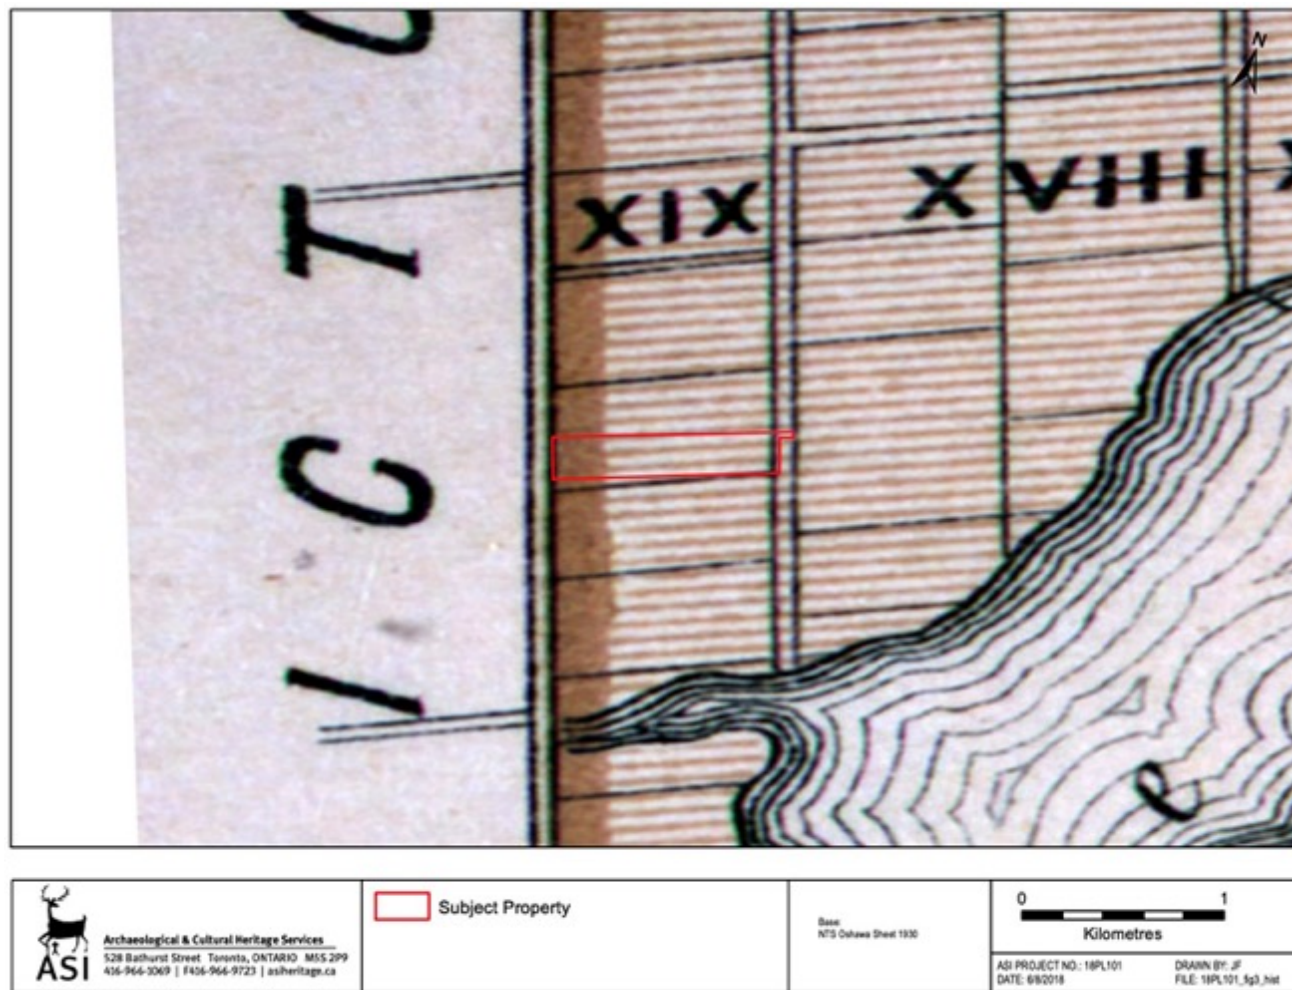 N
XIX
XVIII
X
I C T O
e
Archaeological & Cultural Heritage Services
528 Bathurst Street Toronto, ONTARIO M5S 2P9
416-966-1069 | F416-966-9723 | asiheritage.ca
ASI
Subject Property
Base:
NTS Oshawa Sheet 1930
0 1
Kilometres
ASI PROJECT NO.: 18PL101
DATE: 6/8/2018
DRAWN BY: JF
FILE: 18PL101_fig3_hist